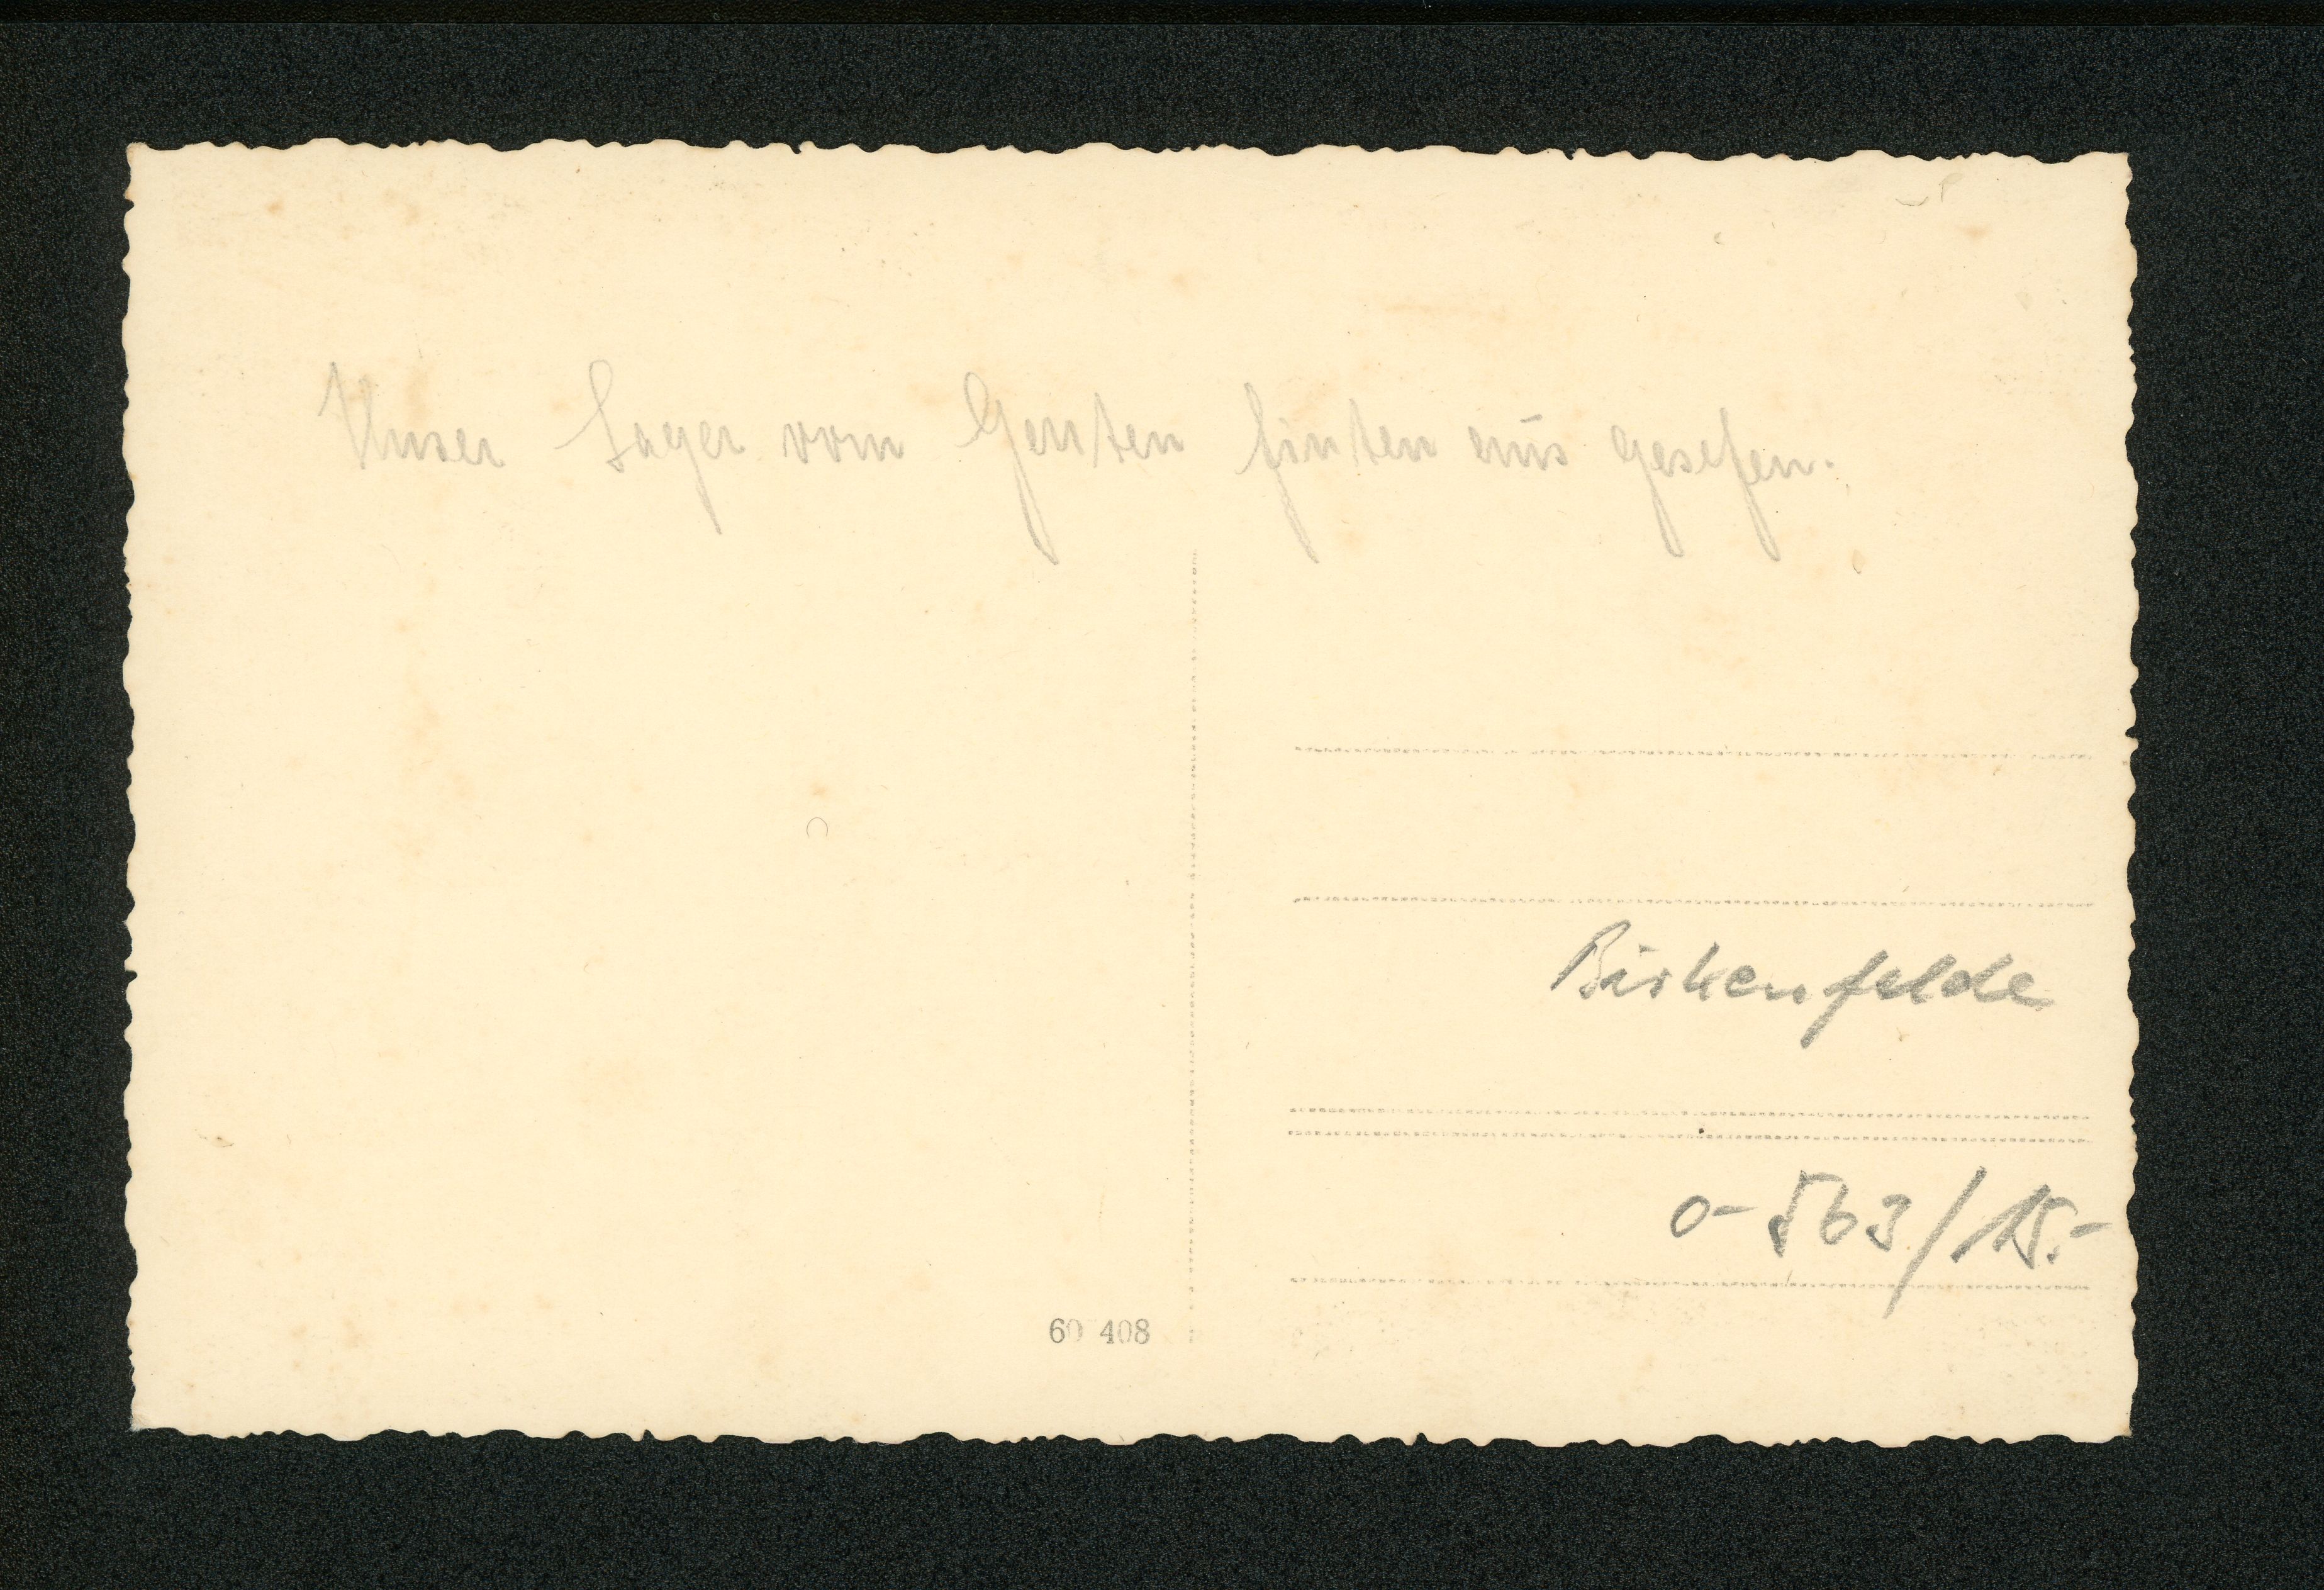 Unser Lager vom Garten hinten aus gesehen.
Birkenfelde
0-563/15.-
60 408